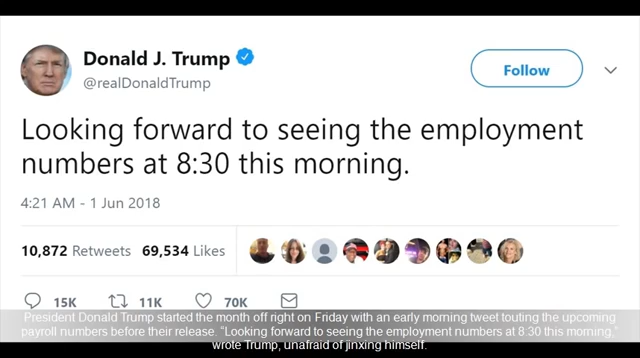 Donald J. Trump
@realDonaldTrump
Follow
Looking forward to seeing the employment
numbers at 8:30 this morning.
4:21 AM - 1 Jun 2018
10,872 Retweets 69,534 Likes
15K 11K 70K
President Donald Trump started the month off right on Friday with an early morning tweet touting the upcoming
payroll numbers before their release. "Looking forward to seeing the employment numbers at 8:30 this morning,"
wrote Trump, unafraid of jinxing himself.